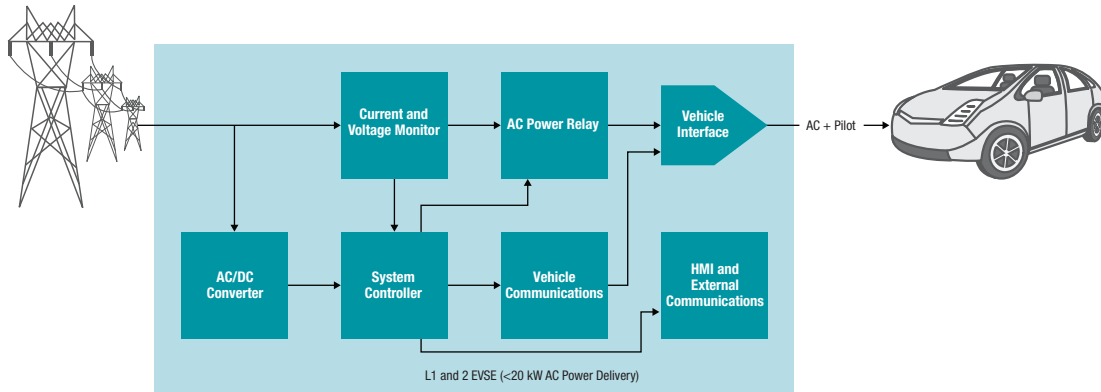 Current and
Voltage Monitor
AC Power Relay
Vehicle
Interface
AC + Pilot
AC/DC
Converter
System
Controller
Vehicle
Communications
HMI and
External
Communications
L1 and 2 EVSE (<20 kW AC Power Delivery)